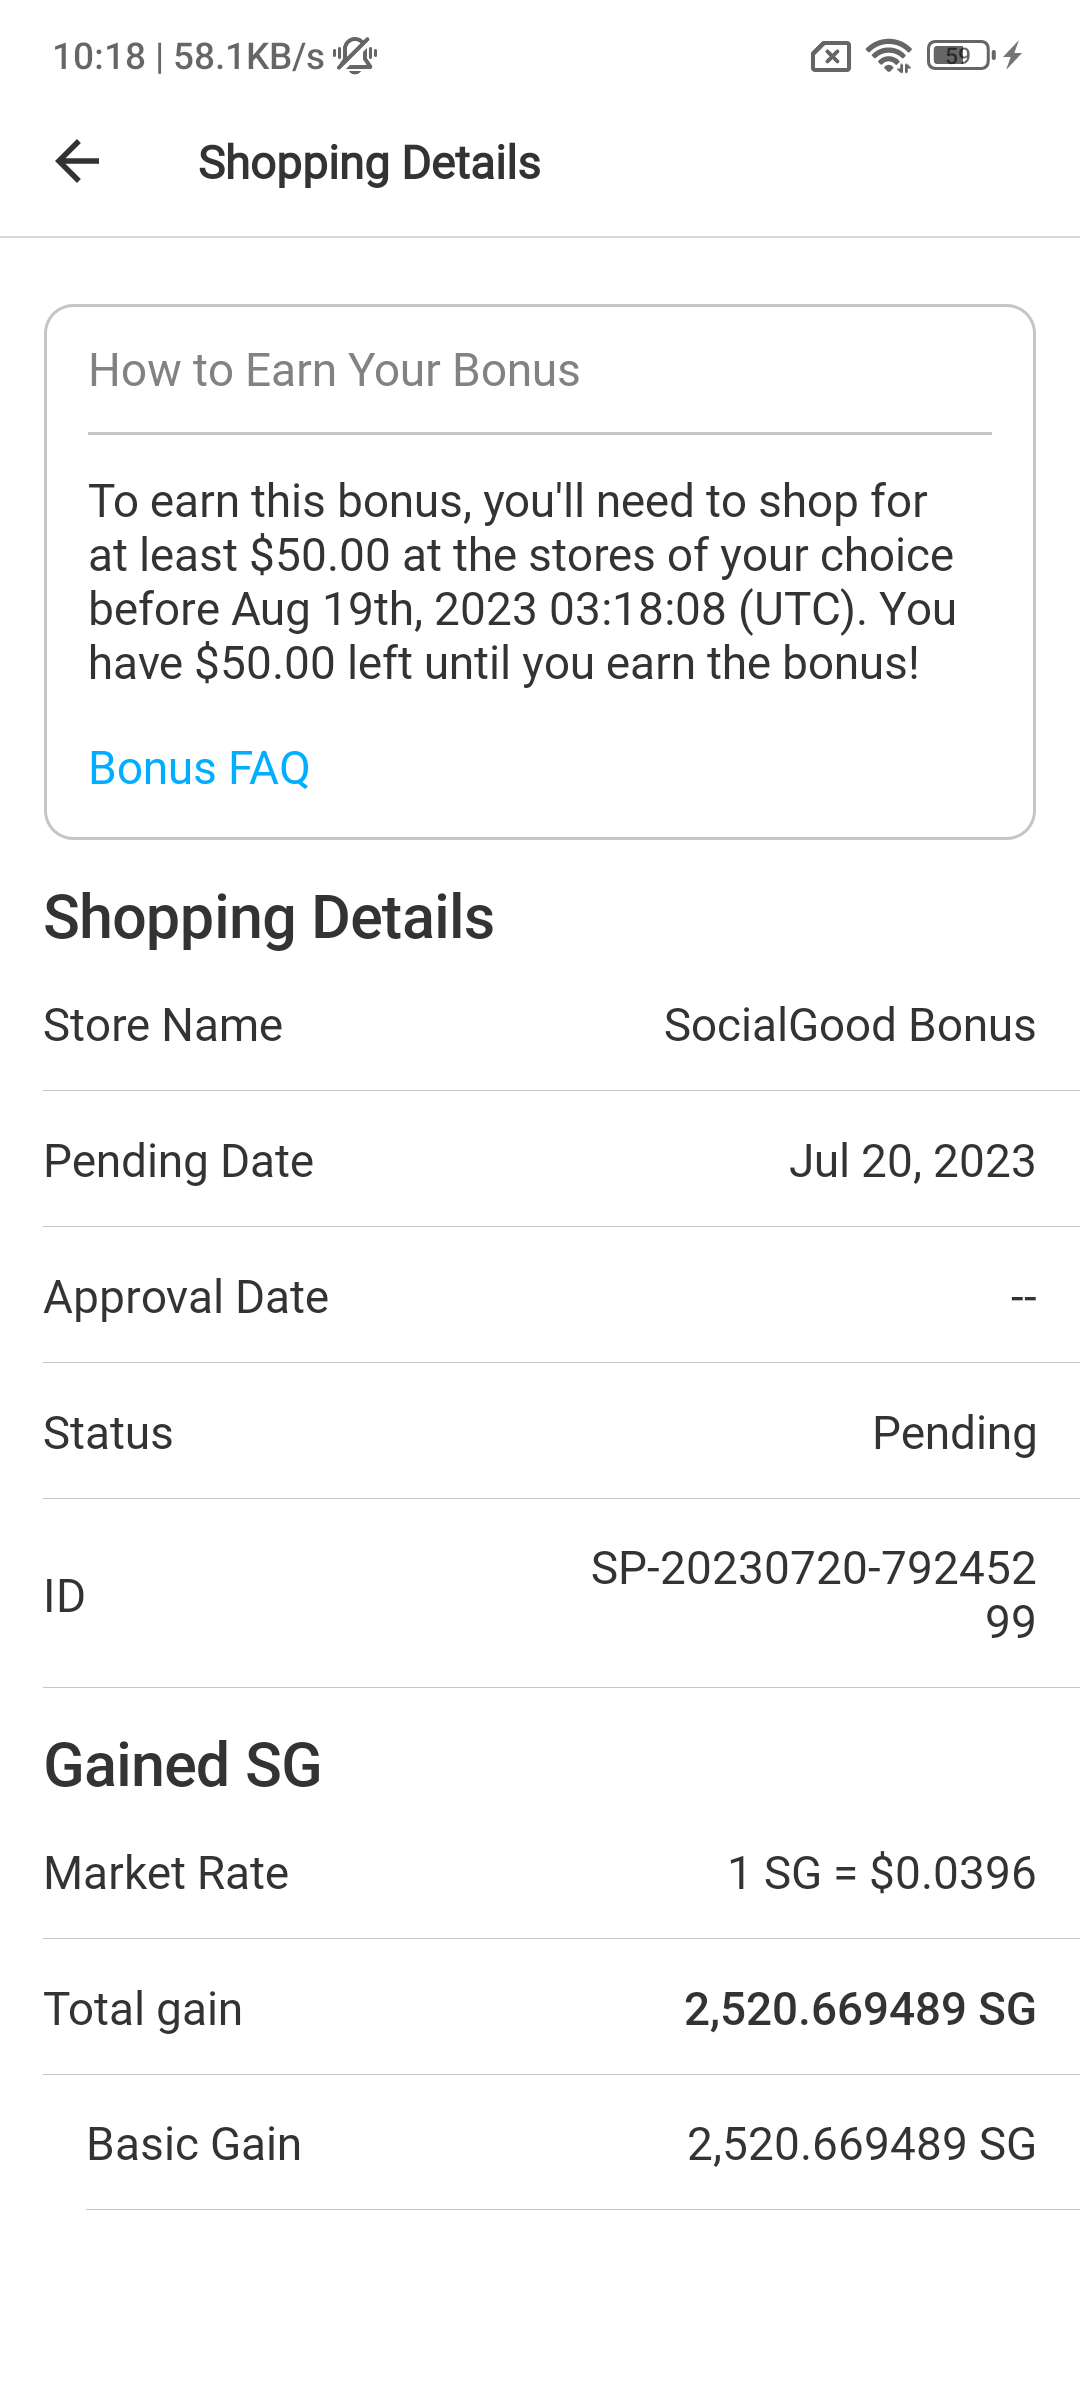 10:18 | 58.1KB/s
59
Shopping Details
How to Earn Your Bonus
To earn this bonus, you'll need to shop for
at least $50.00 at the stores of your choice
before Aug 19th, 2023 03:18:08 (UTC). You
have $50.00 left until you earn the bonus!
Bonus FAQ
Shopping Details
Store Name SocialGood Bonus
Pending Date Jul 20, 2023
Approval Date --
Status Pending
ID SP-20230720-792452
99
Gained SG
Market Rate 1 SG = $0.0396
Total gain 2,520.669489 SG
Basic Gain 2,520.669489 SG